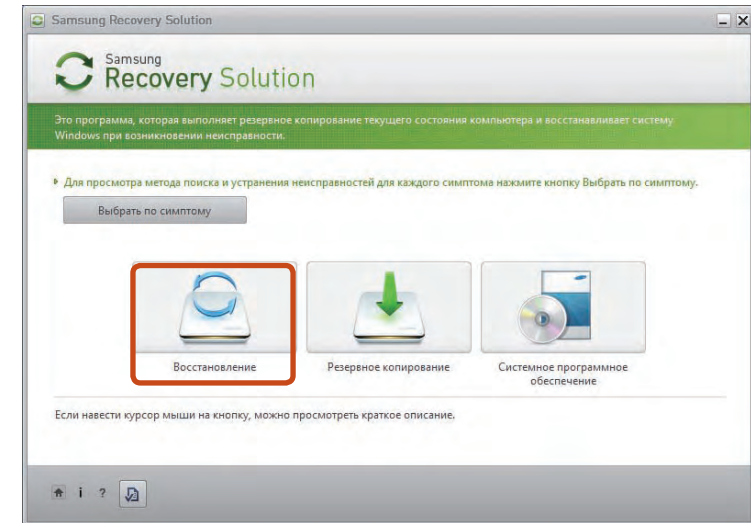 Samsung Recovery Solution
Samsung
Recovery Solution
Это программа, которая выполняет резервное копирование текущего состояния компьютера и восстанавливает систему
Windows при возникновении неисправности.
Для просмотра метода поиска и устранения неисправностей для каждого симптома нажмите кнопку Выбрать по симптому.
Выбрать по симптому
Восстановление
Резервное копирование
Системное программное
обеспечение
Если навести курсор мыши на кнопку, можно просмотреть краткое описание.
i ?